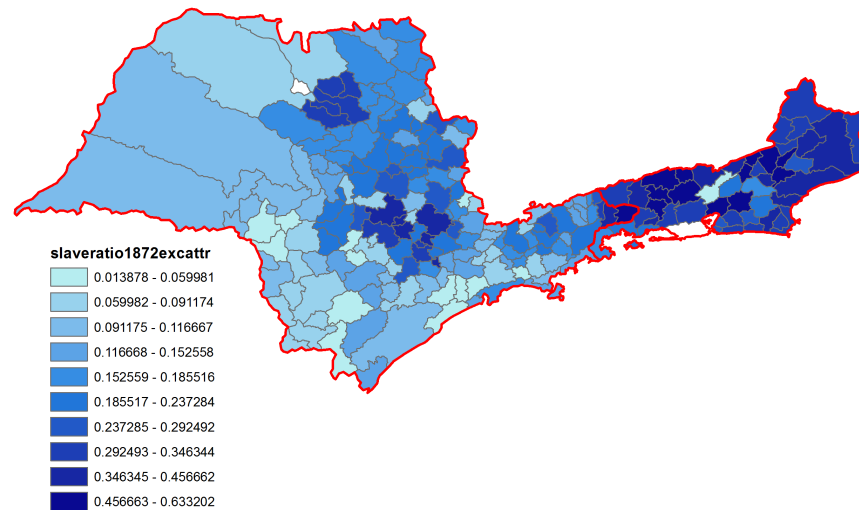 slaveratio1872excattr
0.013878 - 0.059981
0.059982 - 0.091174
0.091175 - 0.116667
0.116668 - 0.152558
0.152559 - 0.185516
0.185517 - 0.237284
0.237285 - 0.292492
0.292493 - 0.346344
0.346345 - 0.456662
0.456663 - 0.633202